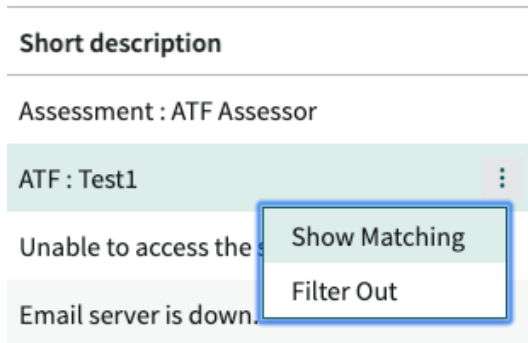 Short description
Assessment : ATF Assessor
ATF : Test1
Show Matching
Unable to access the
Filter Out
Email server is down.